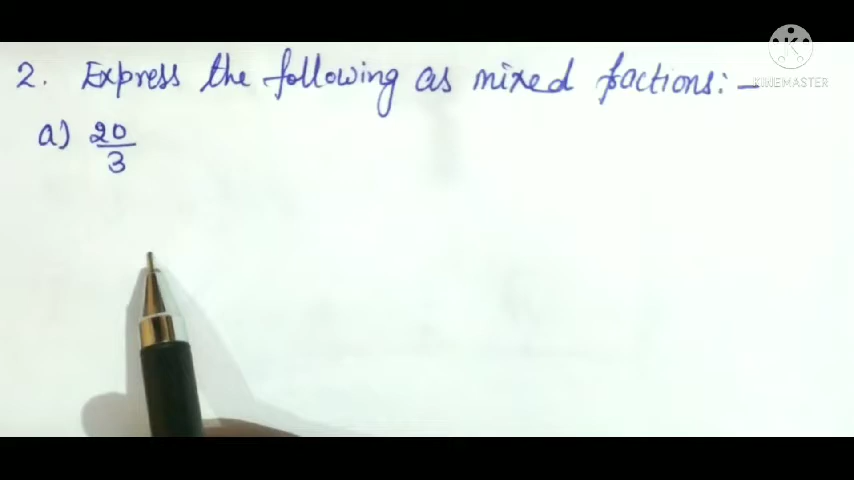 KINEMASTER
2. Express the following as mixed factions: –
a) 20/3